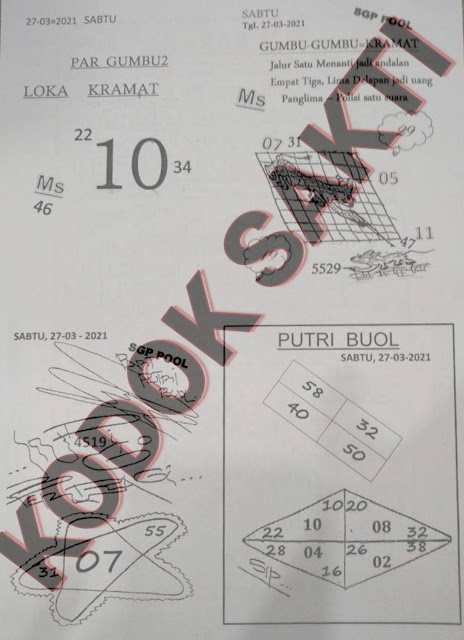 27-03=2021 SABTU
PAR GUMBU2
LOKA KRAMAT
22
10
34
Ms
46
SABTU
Tgl. 27-03-2021
SGP POOL
GUMBU-GUMBU=KRAMAT
Jalur Satu Menanti jadi andalan
Empat Tiga, Lima Delapan jadi uang
Panglima – Polisi satu suara
Ms
09
07 31
05
11
47
5529
KODOK SAKTI
SABTU, 27-03 - 2021
SGP POOL
4519
55
07
31
PUTRI BUOL
SABTU, 27-03-2021
58
32
40
50
10 20
10 08
22 32
28 04 26 38
02
16